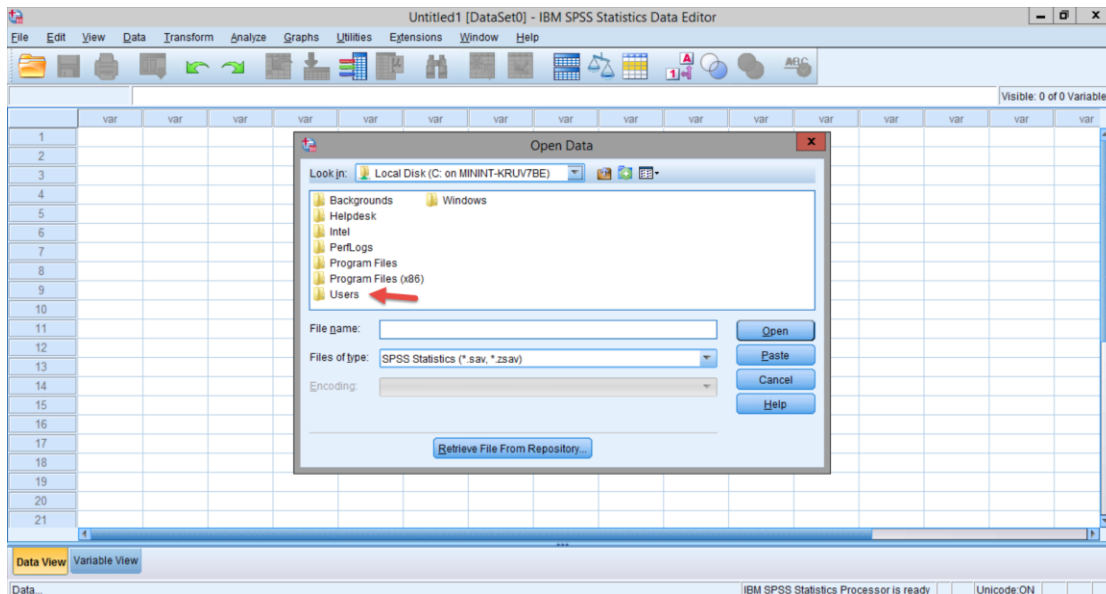 Untitled1 [DataSet0] - IBM SPSS Statistics Data Editor
File Edit View Data Transform Analyze Graphs Utilities Extensions Window Help
Visible: 0 of 0 Variable
var var var var var var var var var var var var var var var var
1
2
3
4
5
6
7
8
9
10
11
12
13
14
15
16
17
18
19
20
21
Open Data
Look in: Local Disk (C: on MININT-KRUV7BE)
Backgrounds Windows
Helpdesk
Intel
PerfLogs
Program Files
Program Files (x86)
Users
File name: Open
Files of type: SPSS Statistics (*.sav, *.zsav) Paste
Encoding: Cancel
Help
Retrieve File From Repository...
Data View Variable View
Data... IBM SPSS Statistics Processor is ready Unicode:ON